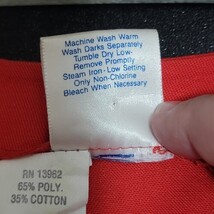 Machine Wash Warm
Wash Darks Separately
Tumble Dry Low
Remove Promptly
Steam Iron - Low Setting
Only Non-Chlorine
Bleach When Necessary
RN 13962
65% POLY.
35% COTTON